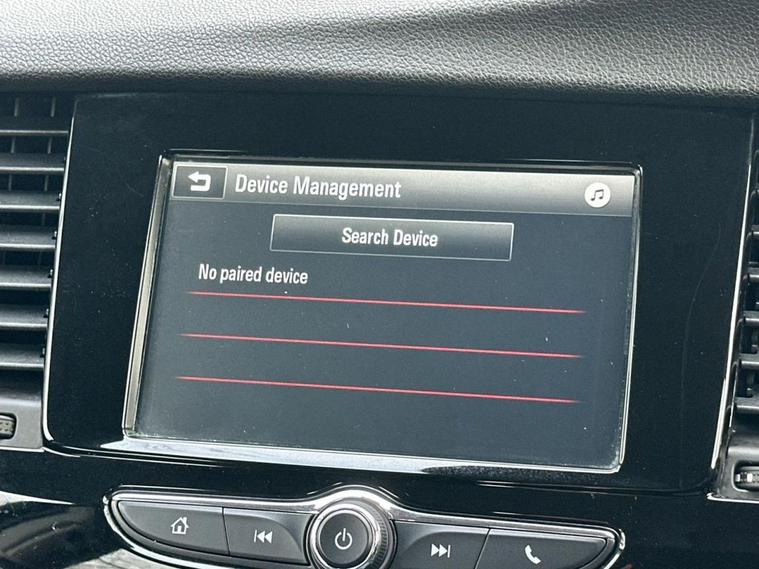 Device Management
Search Device
No paired device